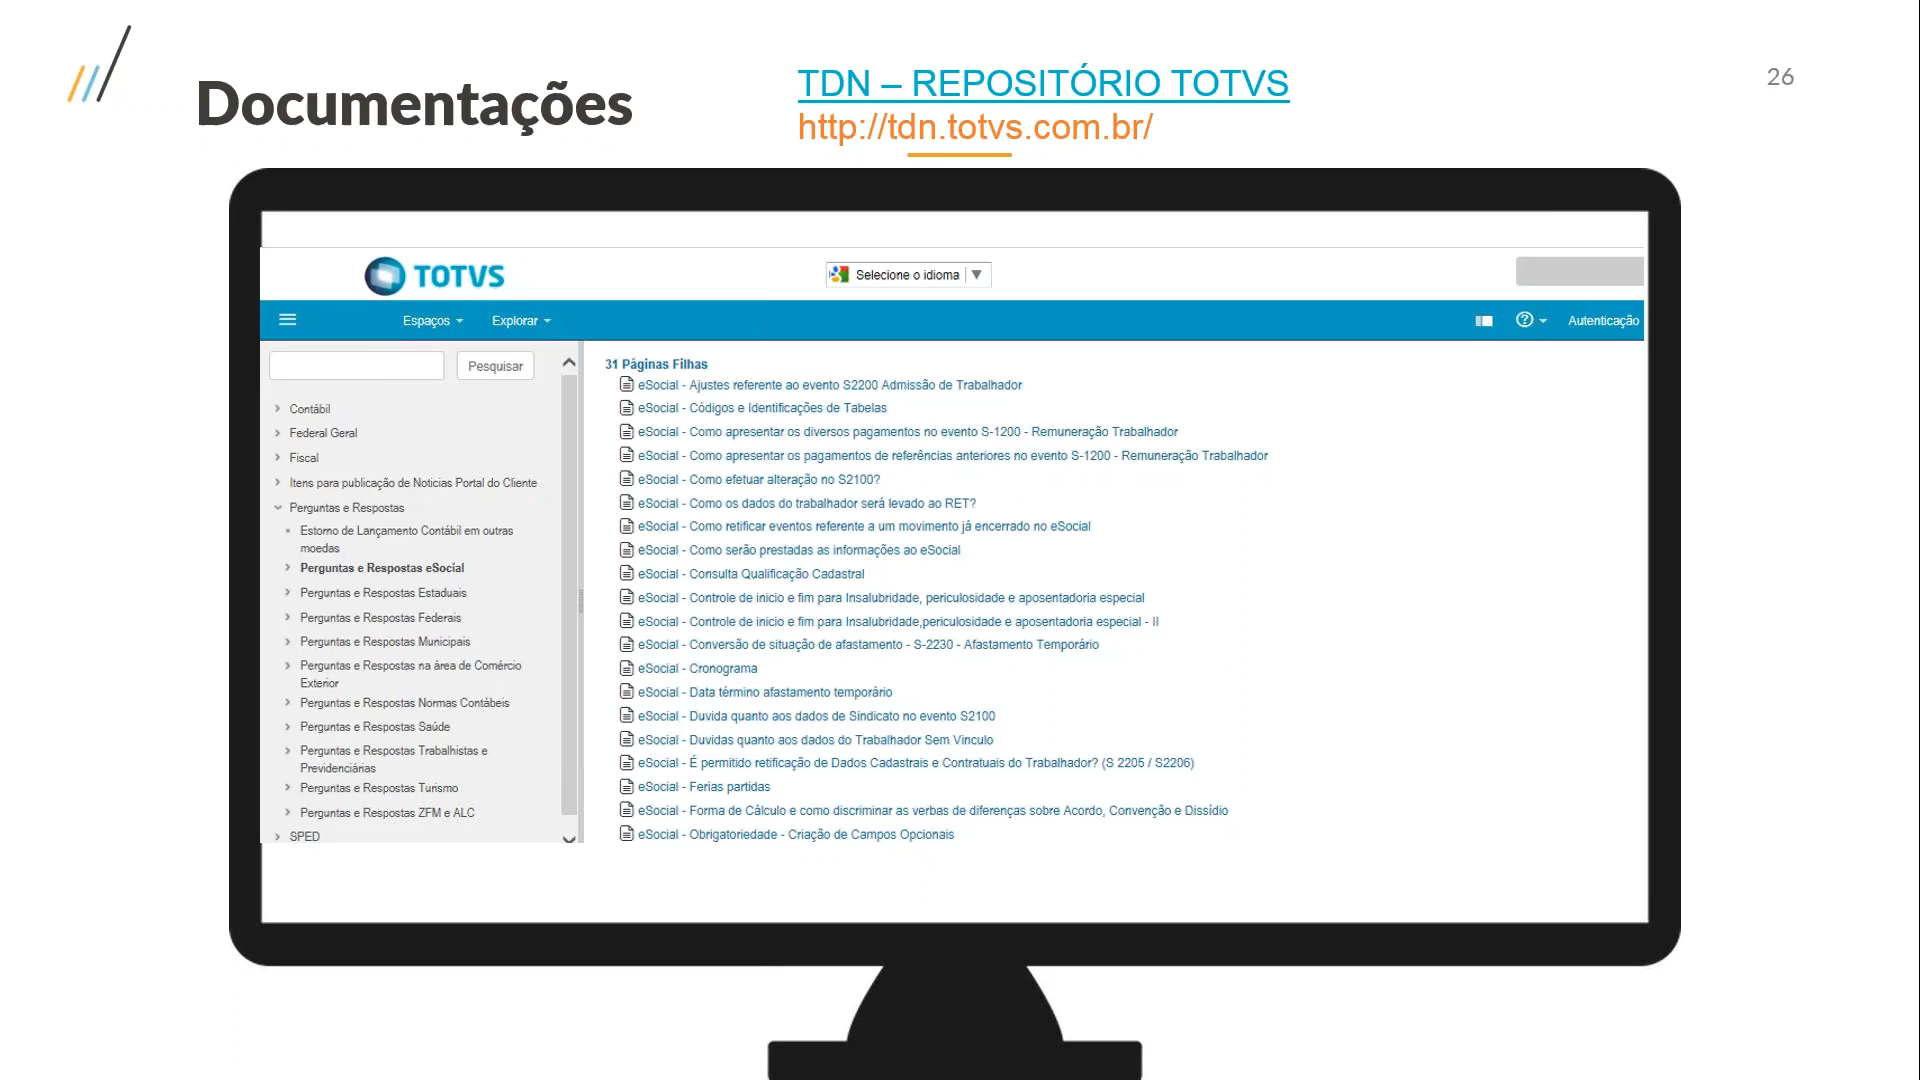 Documentações
TDN – REPOSITÓRIO TOTVS
http://tdn.totvs.com.br/
26
TOTVS
Selecione o idioma
Espaços
Explorar
Autenticação
Pesquisar
Contábil
Federal Geral
Fiscal
Itens para publicação de Noticias Portal do Cliente
Perguntas e Respostas
Estorno de Lançamento Contábil em outras
moedas
Perguntas e Respostas eSocial
Perguntas e Respostas Estaduais
Perguntas e Respostas Federais
Perguntas e Respostas Municipais
Perguntas e Respostas na área de Comércio
Exterior
Perguntas e Respostas Normas Contábeis
Perguntas e Respostas Saúde
Perguntas e Respostas Trabalhistas e
Previdenciárias
Perguntas e Respostas Turismo
Perguntas e Respostas ZFM e ALC
SPED
31 Páginas Filhas
eSocial - Ajustes referente ao evento S2200 Admissão de Trabalhador
eSocial - Códigos e Identificações de Tabelas
eSocial - Como apresentar os diversos pagamentos no evento S-1200 - Remuneração Trabalhador
eSocial - Como apresentar os pagamentos de referências anteriores no evento S-1200 - Remuneração Trabalhador
eSocial - Como efetuar alteração no S2100?
eSocial - Como os dados do trabalhador será levado ao RET?
eSocial - Como retificar eventos referente a um movimento já encerrado no eSocial
eSocial - Como serão prestadas as informações ao eSocial
eSocial - Consulta Qualificação Cadastral
eSocial - Controle de inicio e fim para Insalubridade, periculosidade e aposentadoria especial
eSocial - Controle de inicio e fim para Insalubridade,periculosidade e aposentadoria especial - II
eSocial - Conversão de situação de afastamento - S-2230 - Afastamento Temporário
eSocial - Cronograma
eSocial - Data término afastamento temporário
eSocial - Duvida quanto aos dados de Sindicato no evento S2100
eSocial - Duvidas quanto aos dados do Trabalhador Sem Vinculo
eSocial - É permitido retificação de Dados Cadastrais e Contratuais do Trabalhador? (S 2205 / S2206)
eSocial - Ferias partidas
eSocial - Forma de Cálculo e como discriminar as verbas de diferenças sobre Acordo, Convenção e Dissídio
eSocial - Obrigatoriedade - Criação de Campos Opcionais